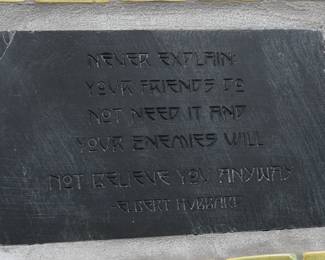 NEVER EXPLAIN:
YOUR FRIENDS DO
NOT NEED IT AND
YOUR ENEMIES WILL
NOT BELIEVE YOU ANYWAY
-ELBERT HUBBARD